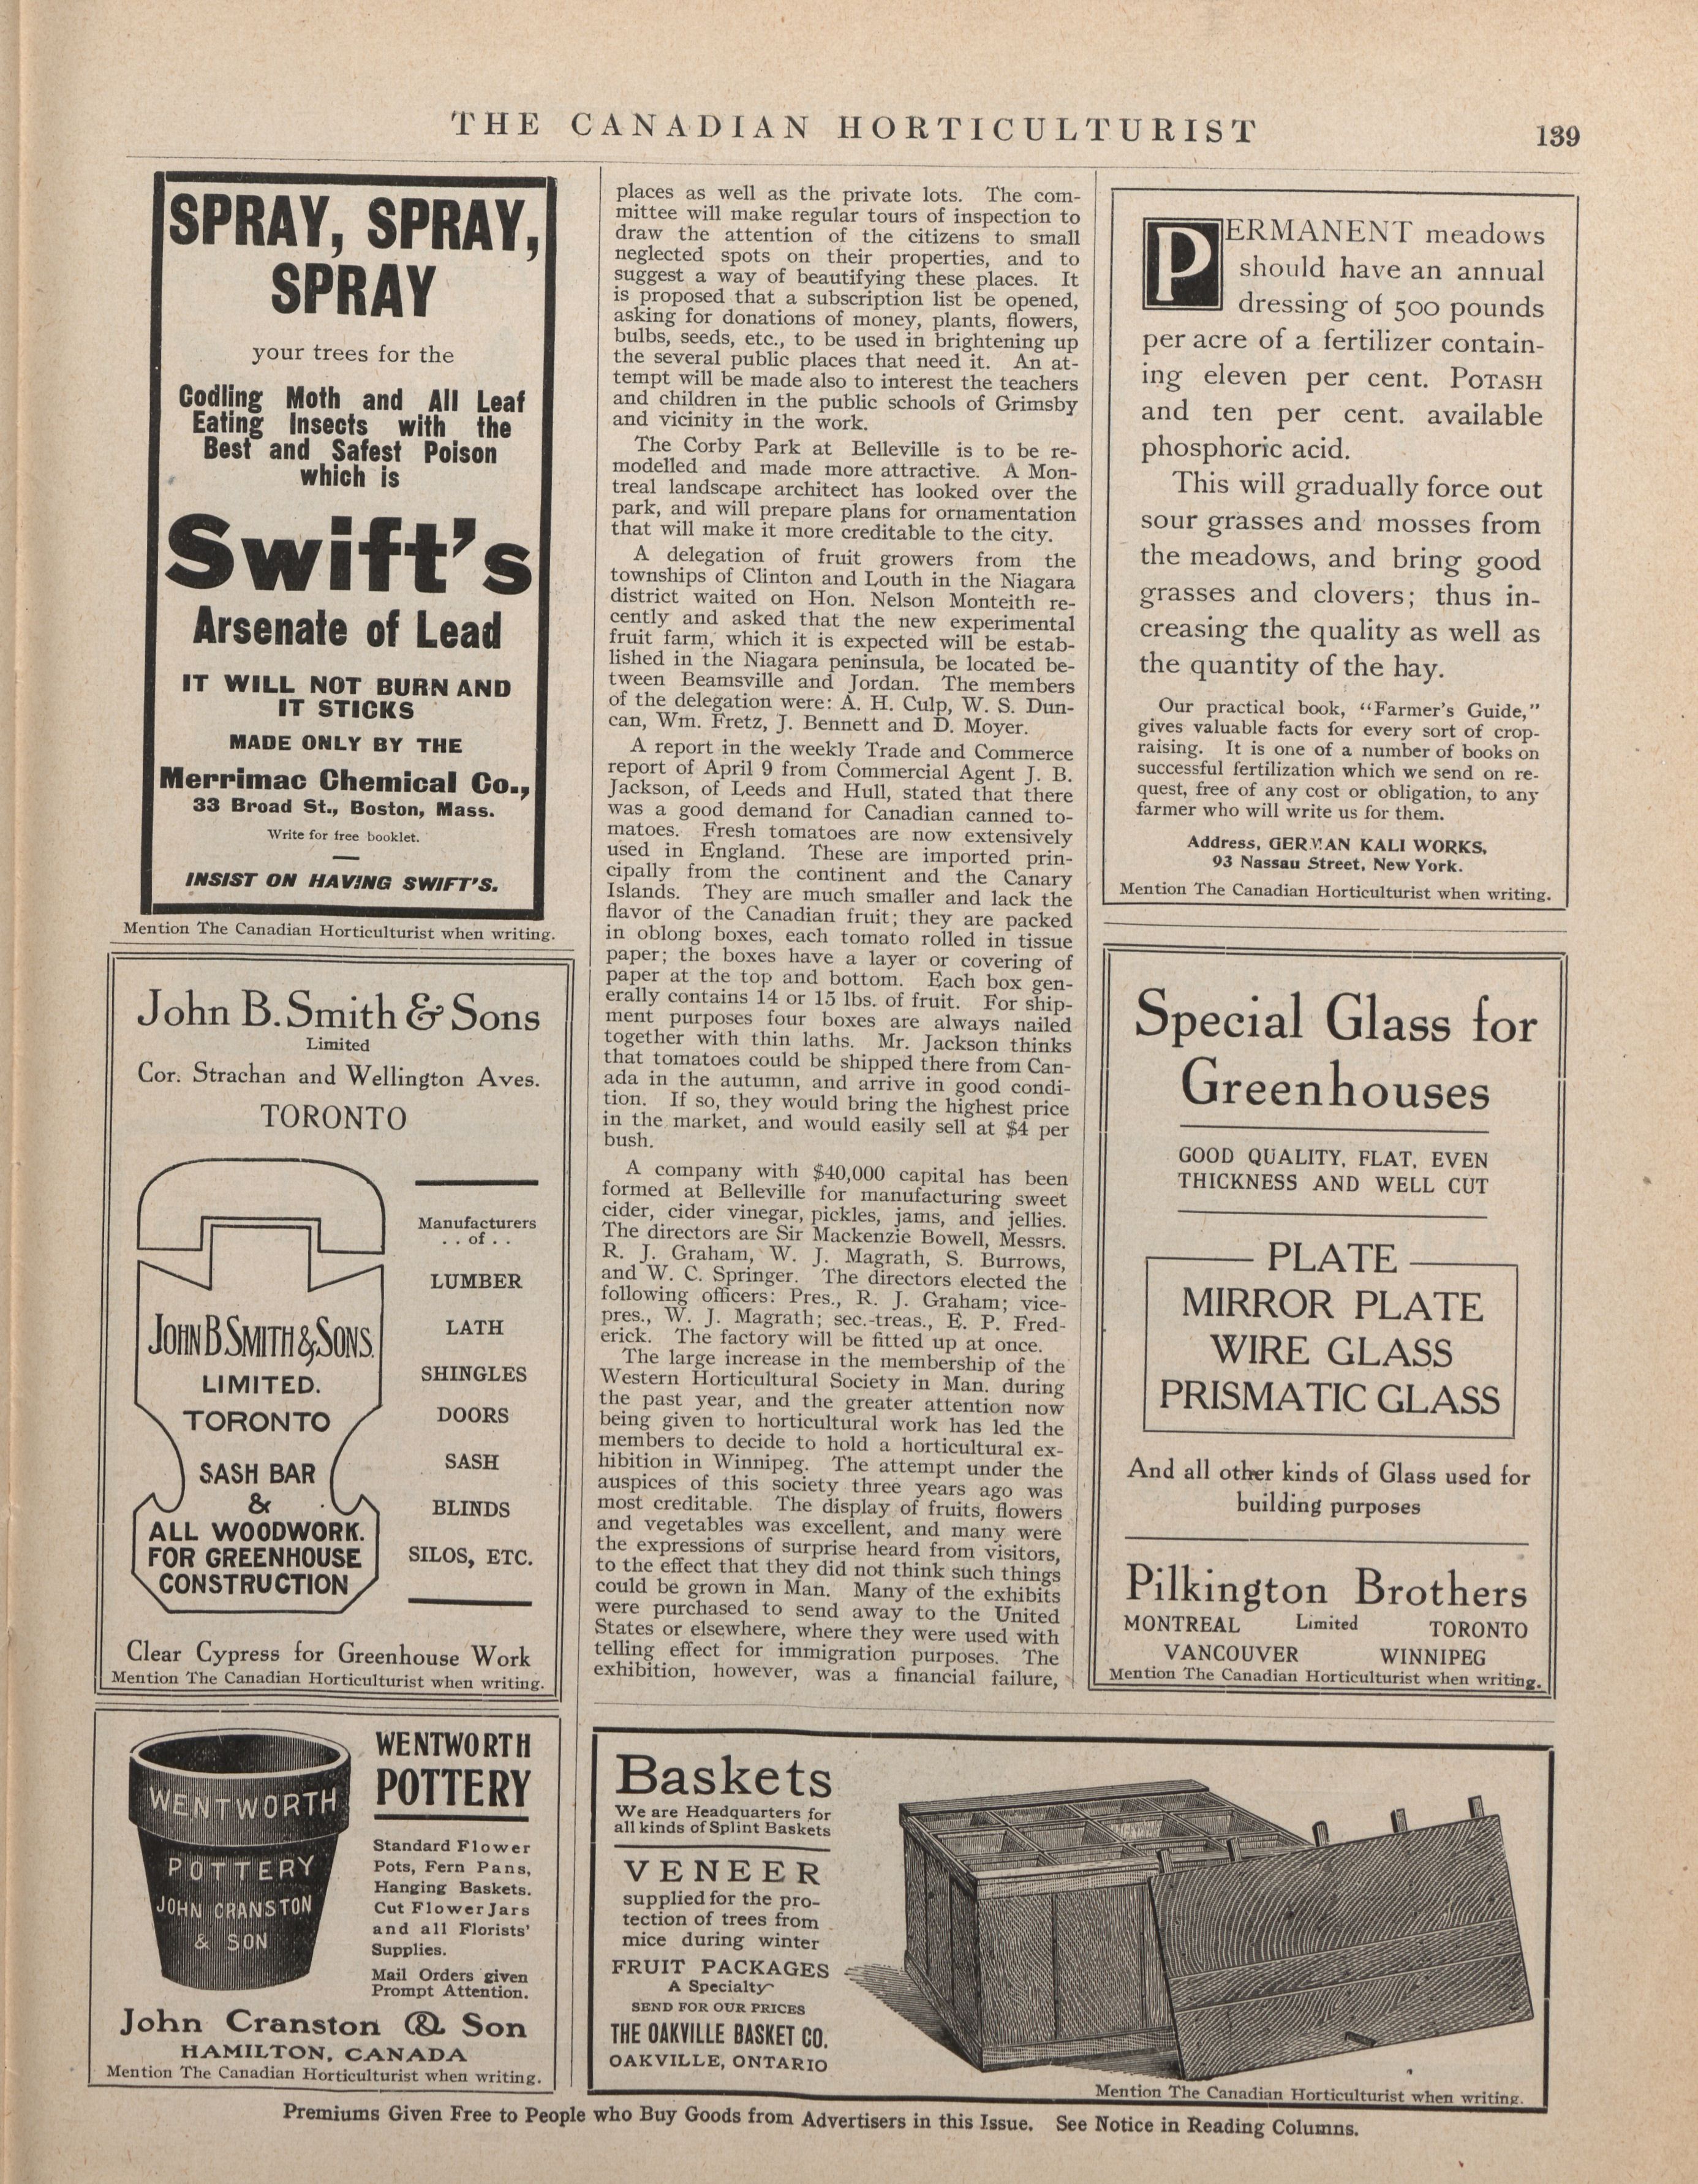 THE CANADIAN HORTICULTURIST
139
SPRAY, SPRAY,
SPRAY
your trees for the
Codling Moth and All Leaf
Eating Insects with the
Best and Safest Poison
which is
Swift's
Arsenate of Lead
IT WILL NOT BURN AND
IT STICKS
MADE ONLY BY THE
Merrimac Chemical Co.,
33 Broad St., Boston, Mass.
Write for free booklet.
INSIST ON HAVING SWIFT'S.
Mention The Canadian Horticulturist when writing.
John B. Smith & Sons
Limited
Cor. Strachan and Wellington Aves.
TORONTO
JOHN B SMITH & SONS.
LIMITED.
TORONTO
SASH BAR
&
ALL WOODWORK.
FOR GREENHOUSE
CONSTRUCTION
Manufacturers
. . of . .
LUMBER
LATH
SHINGLES
DOORS
SASH
BLINDS
SILOS, ETC.
Clear Cypress for Greenhouse Work
Mention The Canadian Horticulturist when writing.
WENTWORTH
POTTERY
JOHN CRANSTON
& SON
WENTWORTH
POTTERY
Standard Flower
Pots, Fern Pans,
Hanging Baskets.
Cut Flower Jars
and all Florists'
Supplies.
Mail Orders given
Prompt Attention.
John Cranston & Son
HAMILTON, CANADA
Mention The Canadian Horticulturist when writing.
places as well as the private lots. The com-
mittee will make regular tours of inspection to
draw the attention of the citizens to small
neglected spots on their properties, and to
suggest a way of beautifying these places. It
is proposed that a subscription list be opened,
asking for donations of money, plants, flowers,
bulbs, seeds, etc., to be used in brightening up
the several public places that need it. An at-
tempt will be made also to interest the teachers
and children in the public schools of Grimsby
and vicinity in the work.
The Corby Park at Belleville is to be re-
modelled and made more attractive. A Mon-
treal landscape architect has looked over the
park, and will prepare plans for ornamentation
that will make it more creditable to the city.
A delegation of fruit growers from the
townships of Clinton and Louth in the Niagara
district waited on Hon. Nelson Monteith re-
cently and asked that the new experimental
fruit farm, which it is expected will be estab-
lished in the Niagara peninsula, be located be-
tween Beamsville and Jordan. The members
of the delegation were: A. H. Culp, W. S. Dun-
can, Wm. Fretz, J. Bennett and D. Moyer.
A report in the weekly Trade and Commerce
report of April 9 from Commercial Agent J. B.
Jackson, of Leeds and Hull, stated that there
was a good demand for Canadian canned to-
matoes. Fresh tomatoes are now extensively
used in England. These are imported prin-
cipally from the continent and the Canary
Islands. They are much smaller and lack the
flavor of the Canadian fruit; they are packed
in oblong boxes, each tomato rolled in tissue
paper; the boxes have a layer or covering of
paper at the top and bottom. Each box gen-
erally contains 14 or 15 lbs. of fruit. For ship-
ment purposes four boxes are always nailed
together with thin laths. Mr. Jackson thinks
that tomatoes could be shipped there from Can-
ada in the autumn, and arrive in good condi-
tion. If so, they would bring the highest price
in the market, and would easily sell at $4 per
bush.
A company with $40,000 capital has been
formed at Belleville for manufacturing sweet
cider, cider vinegar, pickles, jams, and jellies.
The directors are Sir Mackenzie Bowell, Messrs.
R. J. Graham, W. J. Magrath, S. Burrows,
and W. C. Springer. The directors elected the
following officers: Pres., R. J. Graham; vice-
pres., W. J. Magrath; sec.-treas., E. P. Fred-
erick. The factory will be fitted up at once.
The large increase in the membership of the
Western Horticultural Society in Man. during
the past year, and the greater attention now
being given to horticultural work has led the
members to decide to hold a horticultural ex-
hibition in Winnipeg. The attempt under the
auspices of this society three years ago was
most creditable. The display of fruits, flowers
and vegetables was excellent, and many were
the expressions of surprise heard from visitors,
to the effect that they did not think such things
could be grown in Man. Many of the exhibits
were purchased to send away to the United
States or elsewhere, where they were used with
telling effect for immigration purposes. The
exhibition, however, was a financial failure,
PERMANENT meadows
should have an annual
dressing of 500 pounds
per acre of a fertilizer contain-
ing eleven per cent. POTASH
and ten per cent. available
phosphoric acid.
This will gradually force out
sour grasses and mosses from
the meadows, and bring good
grasses and clovers; thus in-
creasing the quality as well as
the quantity of the hay.
Our practical book, "Farmer's Guide,"
gives valuable facts for every sort of crop-
raising. It is one of a number of books on
successful fertilization which we send on re-
quest, free of any cost or obligation, to any
farmer who will write us for them.
Address, GERMAN KALI WORKS,
93 Nassau Street, New York.
Mention The Canadian Horticulturist when writing.
Special Glass for
Greenhouses
GOOD QUALITY, FLAT, EVEN
THICKNESS AND WELL CUT
PLATE
MIRROR PLATE
WIRE GLASS
PRISMATIC GLASS
And all other kinds of Glass used for
building purposes
Pilkington Brothers
MONTREAL Limited TORONTO
VANCOUVER WINNIPEG
Mention The Canadian Horticulturist when writing.
Baskets
We are Headquarters for
all kinds of Splint Baskets
VENEER
supplied for the pro-
tection of trees from
mice during winter
FRUIT PACKAGES
A Specialty
SEND FOR OUR PRICES
THE OAKVILLE BASKET CO.
OAKVILLE, ONTARIO
Mention The Canadian Horticulturist when writing.
Premiums Given Free to People who Buy Goods from Advertisers in this Issue. See Notice in Reading Columns.